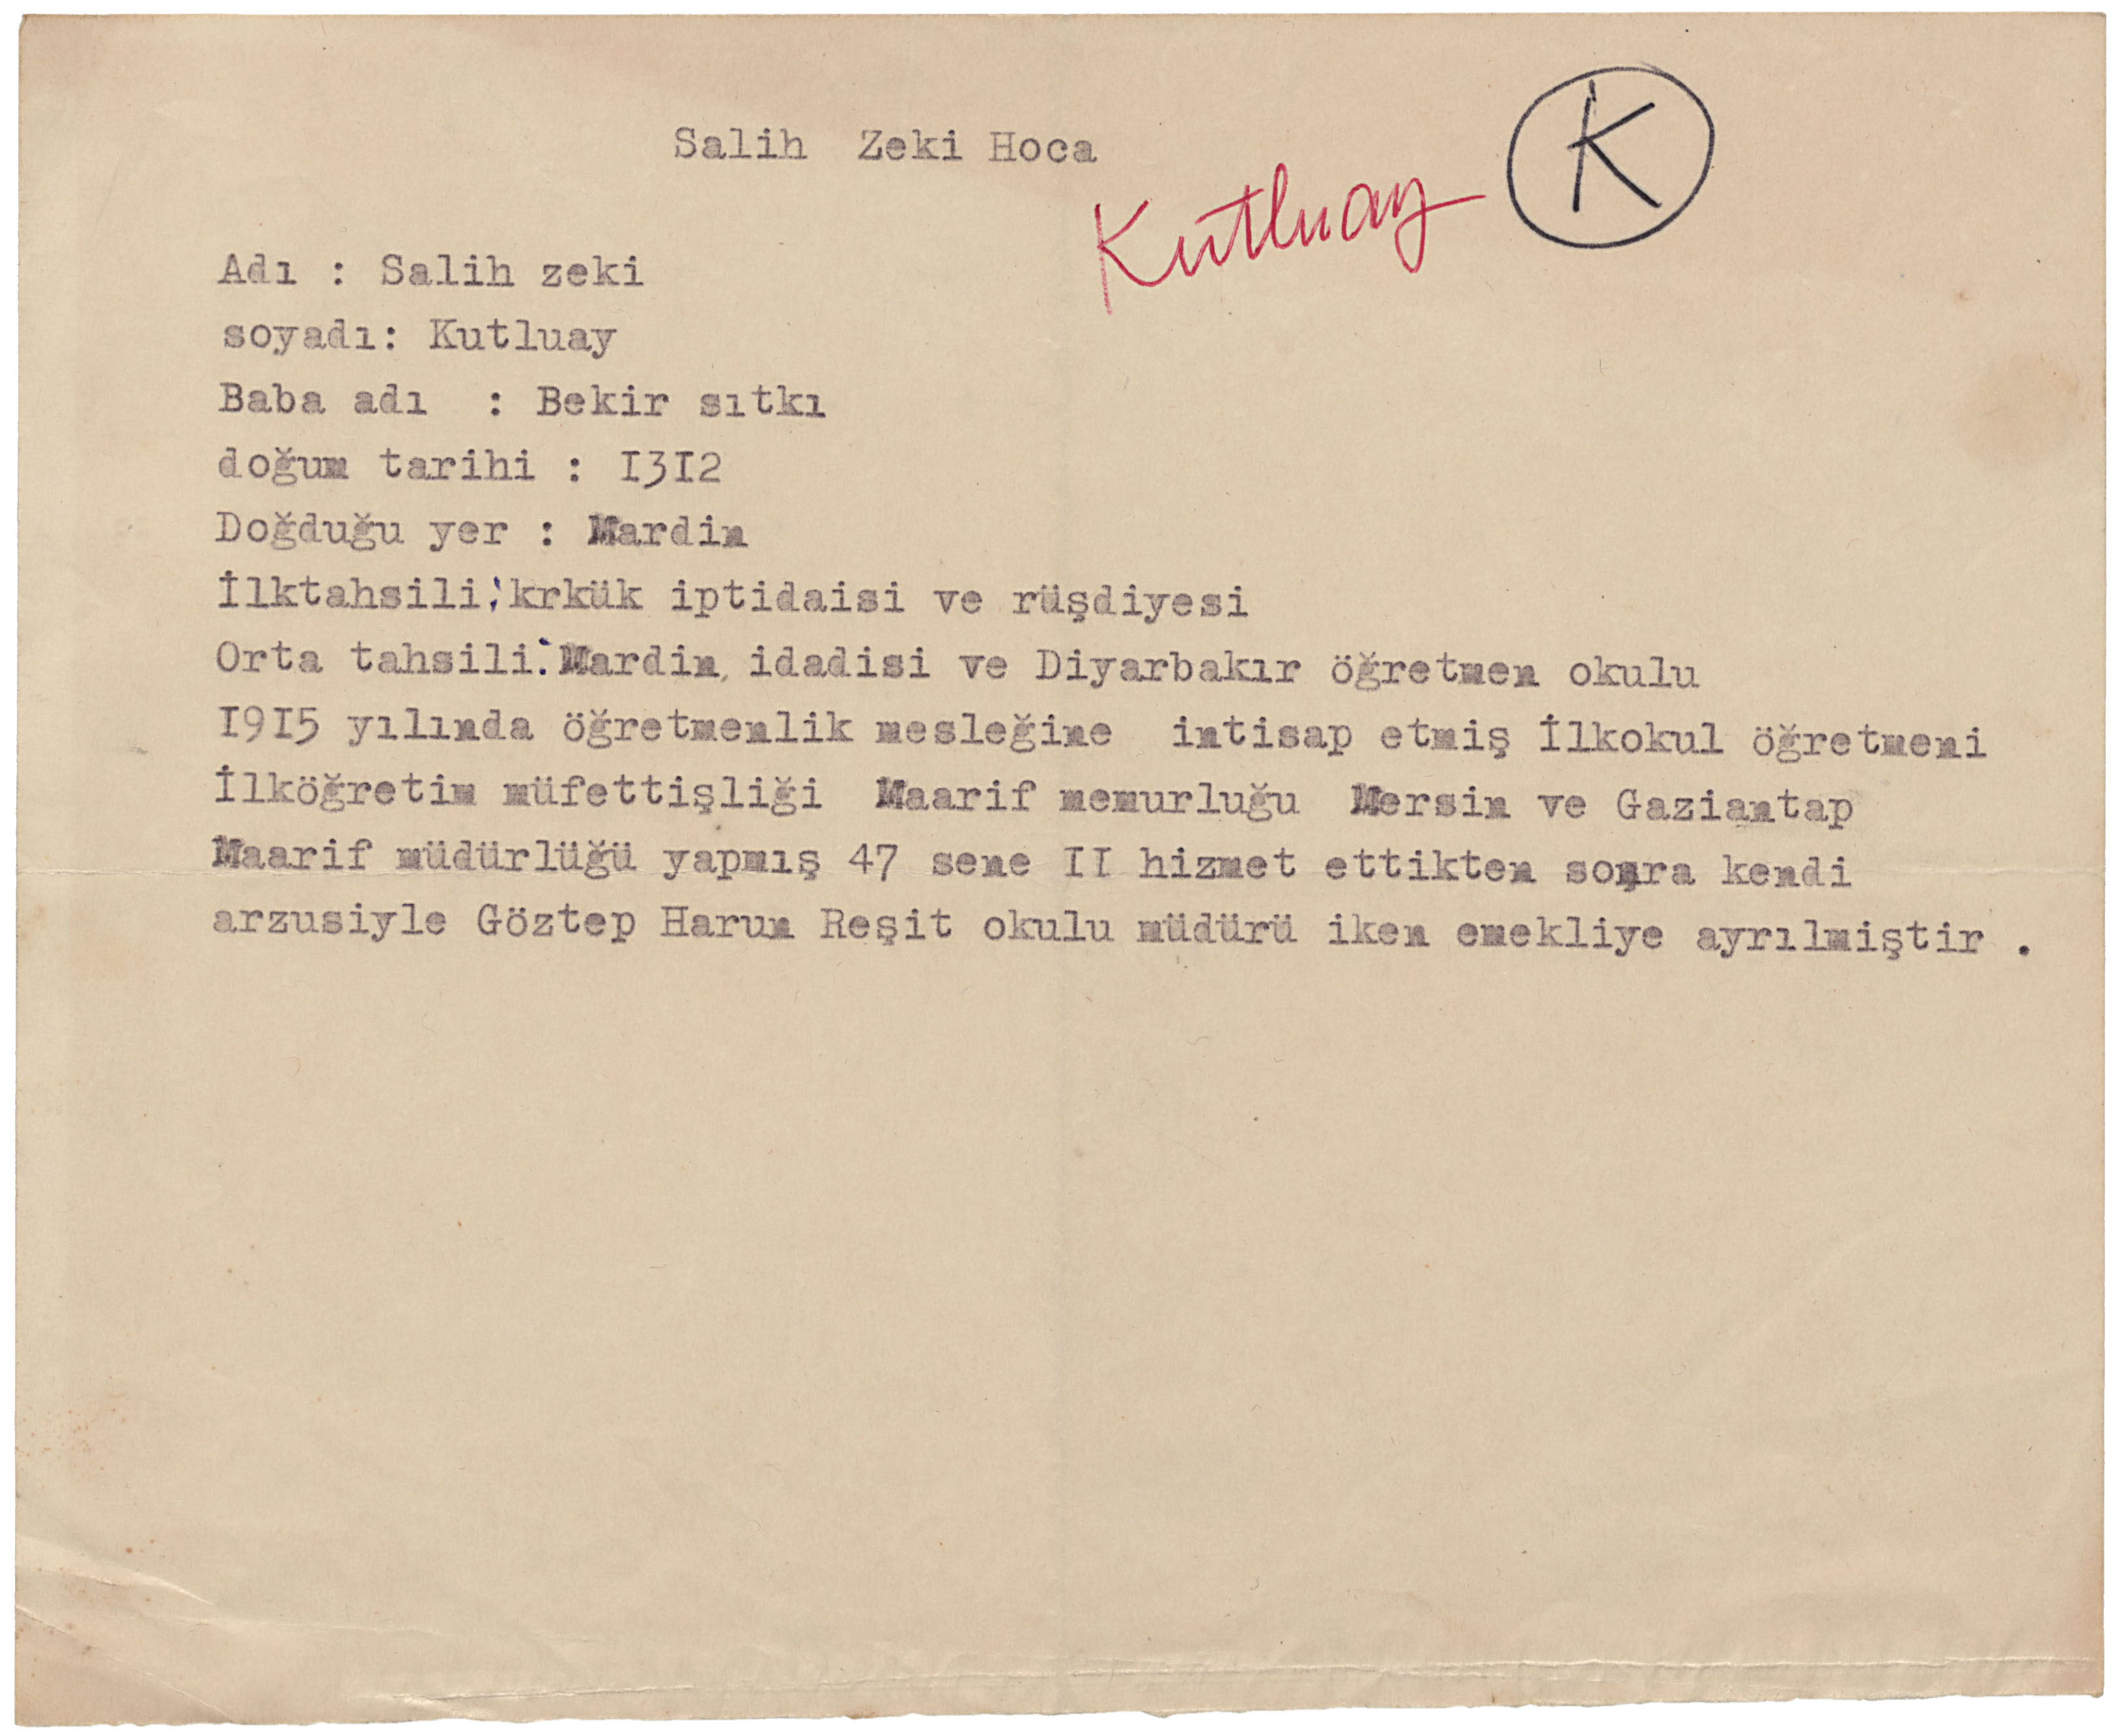 Salih Zeki Hoca
Kutluay
K
Adı : Salih zeki
soyadı: Kutluay
Baba adı : Bekir sıtkı
doğum tarihi : I3I2
Doğduğu yer : Mardin
İlktahsili; krkük iptidaisi ve rüşdiyesi
Orta tahsili: Mardin, idadisi ve Diyarbakır öğretmen okulu
I9I5 yılında öğretmenlik mesleğine intisap etmiş İlkokul öğretmeni
İlköğretim müfettişliği Maarif memurluğu Mersin ve Gaziantap
Maarif müdürlüğü yapmış 47 sene II hizmet ettikten sonra kendi
arzusiyle Göztep Harun Reşit okulu müdürü iken emekliye ayrılmiştir .